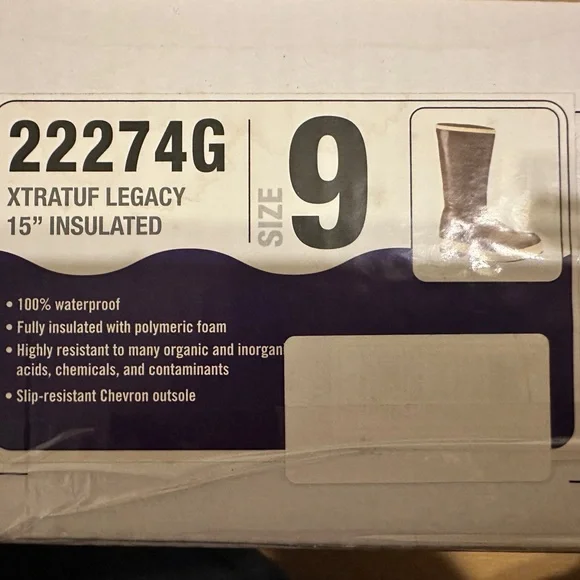 22274G
XTRATUF LEGACY
15” INSULATED
SIZE
9
• 100% waterproof
• Fully insulated with polymeric foam
• Highly resistant to many organic and inorgan
acids, chemicals, and contaminants
• Slip-resistant Chevron outsole